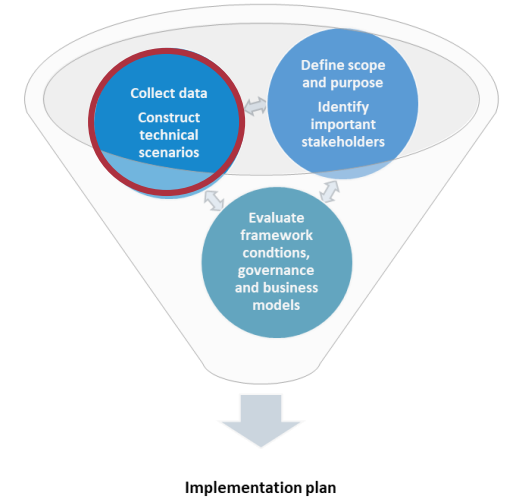 Collect data
Construct
technical
scenarios
Define scope
and purpose
Identify
important
stakeholders
Evaluate
framework
condtions,
governance
and business
models
Implementation plan